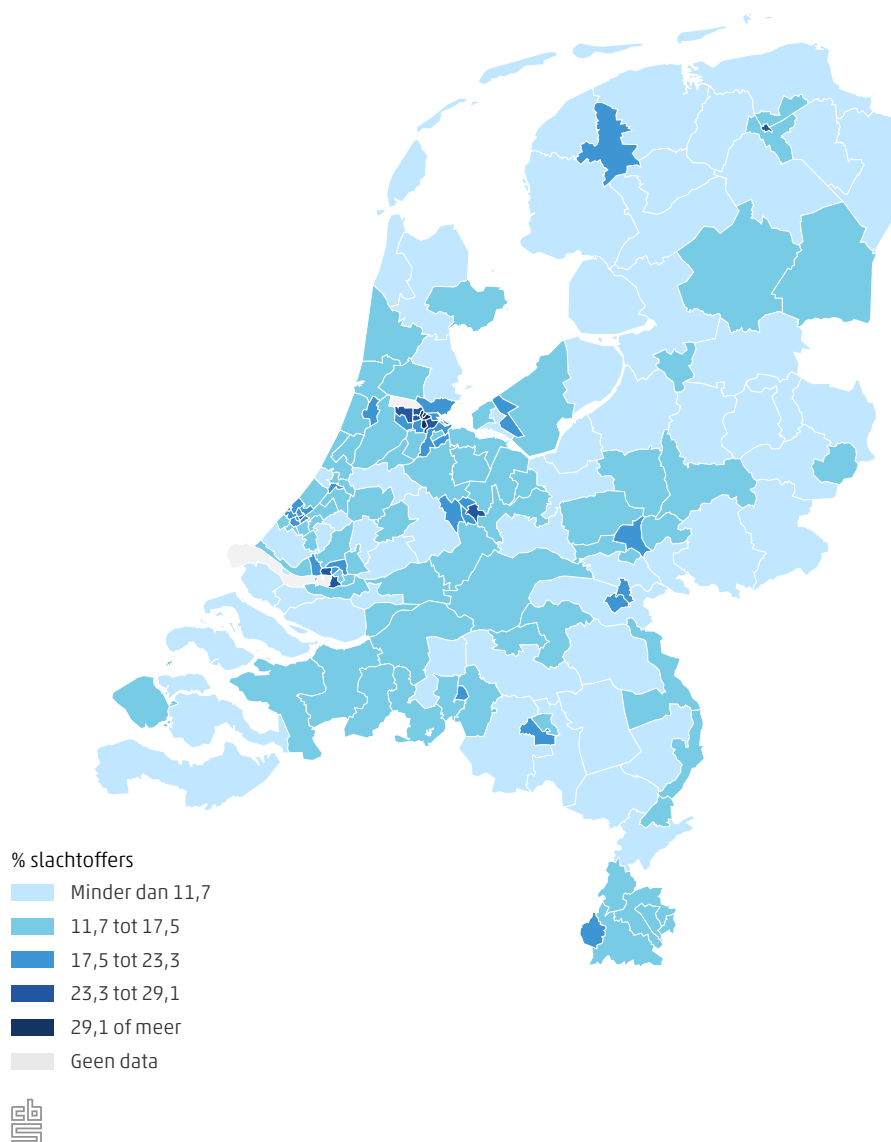 % slachtoffers
Minder dan 11,7
11,7 tot 17,5
17,5 tot 23,3
23,3 tot 29,1
29,1 of meer
Geen data
cbs